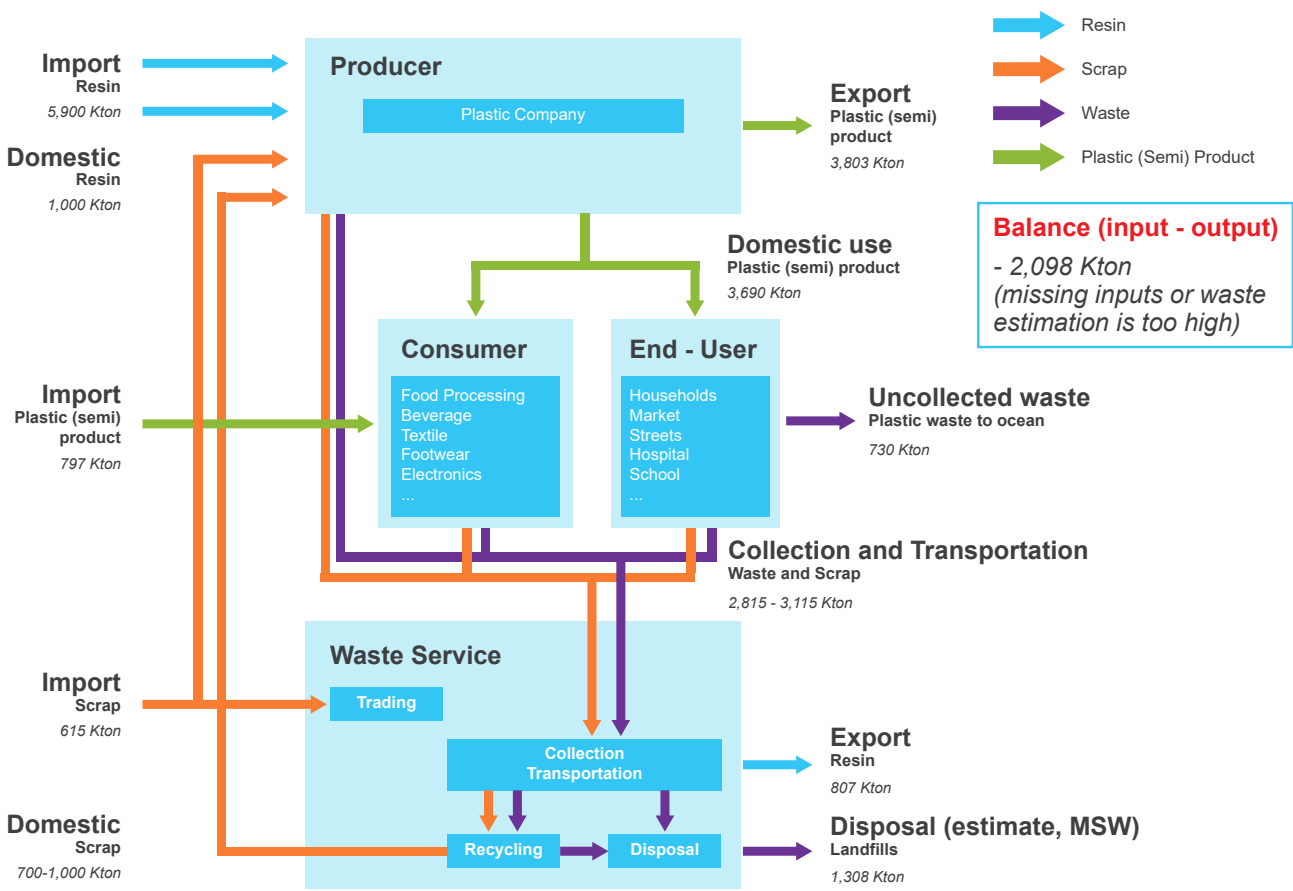 Import
Resin
5,900 Kton
Domestic
Resin
1,000 Kton
Import
Plastic (semi)
product
797 Kton
Import
Scrap
615 Kton
Domestic
Scrap
700-1,000 Kton
Producer
Plastic Company
Export
Plastic (semi)
product
3,803 Kton
Domestic use
Plastic (semi) product
3,690 Kton
Consumer
Food Processing
Beverage
Textile
Footwear
Electronics
...
End - User
Households
Market
Streets
Hospital
School
...
Uncollected waste
Plastic waste to ocean
730 Kton
Collection and Transportation
Waste and Scrap
2,815 - 3,115 Kton
Waste Service
Trading
Collection
Transportation
Recycling
Disposal
Export
Resin
807 Kton
Disposal (estimate, MSW)
Landfills
1,308 Kton
Resin
Scrap
Waste
Plastic (Semi) Product
Balance (input - output)
- 2,098 Kton
(missing inputs or waste
estimation is too high)